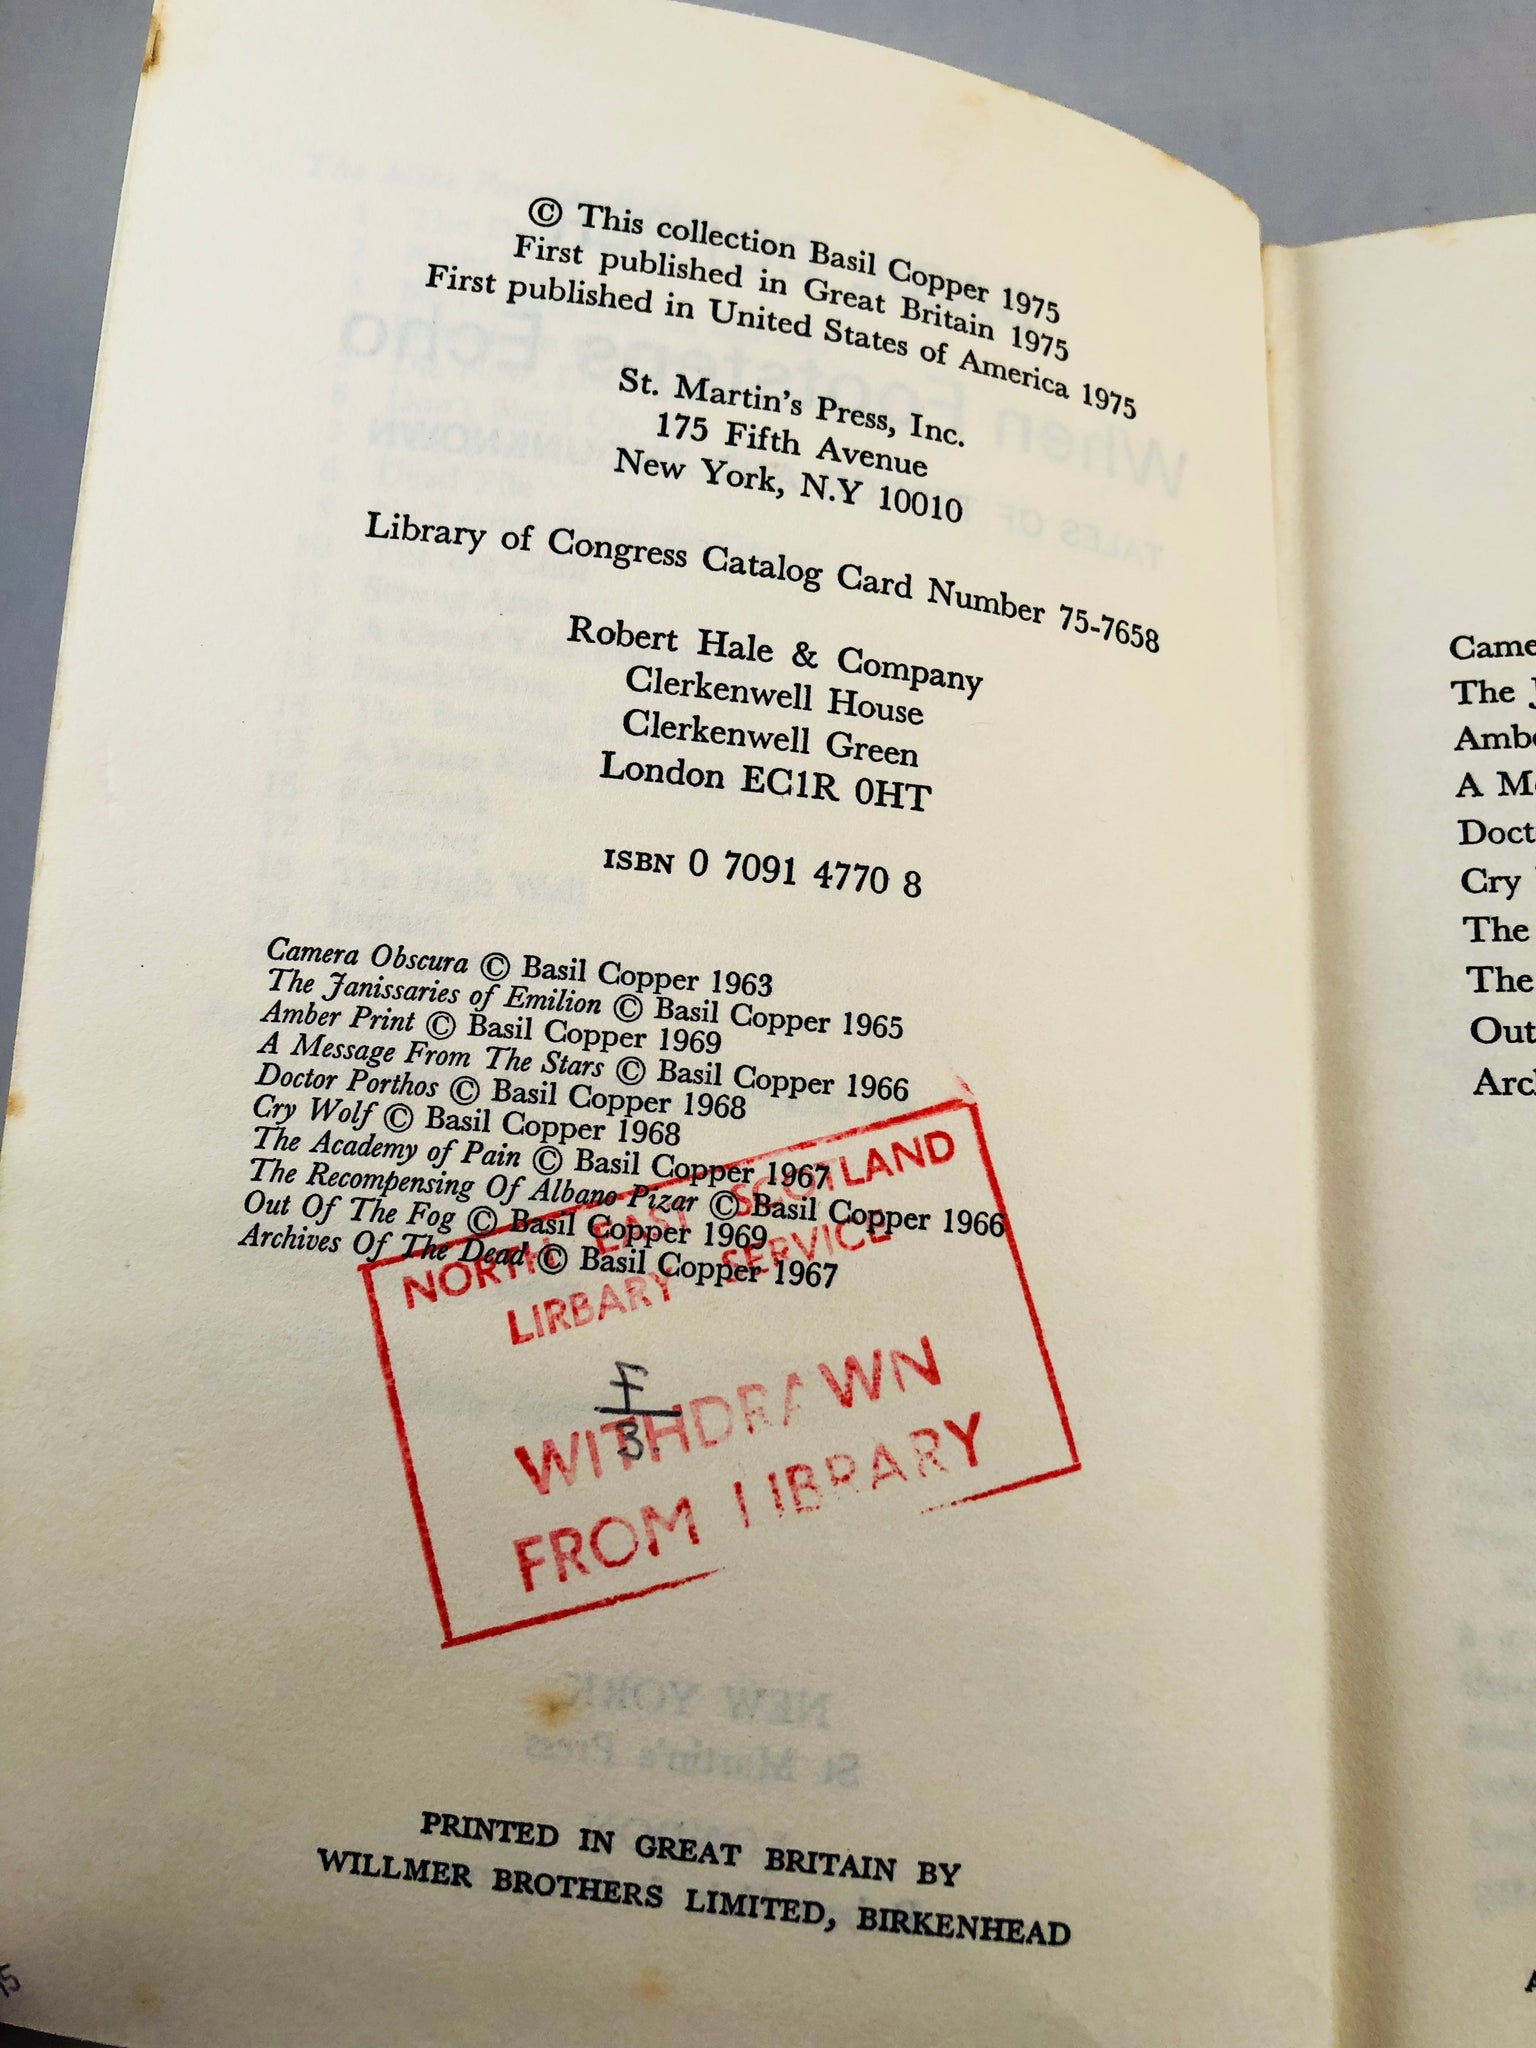 © This collection Basil Copper 1975
First published in Great Britain 1975
First published in United States of America 1975
St. Martin's Press, Inc.
175 Fifth Avenue
New York, N.Y 10010
Library of Congress Catalog Card Number 75-7658
Robert Hale & Company
Clerkenwell House
Clerkenwell Green
London EC1R 0HT
ISBN 0 7091 4770 8
Camera Obscura © Basil Copper 1963
The Janissaries of Emilion © Basil Copper 1965
Amber Print © Basil Copper 1969
A Message From The Stars © Basil Copper 1966
Doctor Porthos © Basil Copper 1968
Cry Wolf © Basil Copper 1968
The Academy of Pain © Basil Copper 1967
The Recompensing Of Albano Pizar © Basil Copper 1966
Out Of The Fog © Basil Copper 1969
Archives Of The Dead © Basil Copper 1967
NORTH EAST SCOTLAND
LIRBARY SERVICE
F
3.
WITHDRAWN
FROM LIBRARY
PRINTED IN GREAT BRITAIN BY
WILLMER BROTHERS LIMITED, BIRKENHEAD
Came
The J
Ambe
A Me
Doct
Cry
The
The
Out
Arch